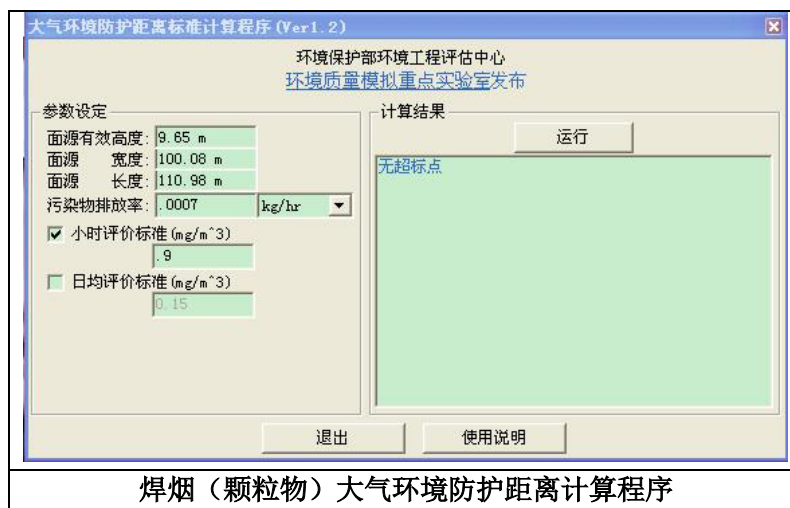 大气环境防护距离标准计算程序(Ver1.2)
环境保护部环境工程评估中心
环境质量模拟重点实验室发布
参数设定
面源有效高度: 9.65 m
面源 宽度: 100.08 m
面源 长度: 110.98 m
污染物排放率: .0007 kg/hr
小时评价标准(mg/m^3)
.9
日均评价标准(mg/m^3)
0.15
计算结果
运行
无超标点
退出 使用说明
焊烟（颗粒物）大气环境防护距离计算程序